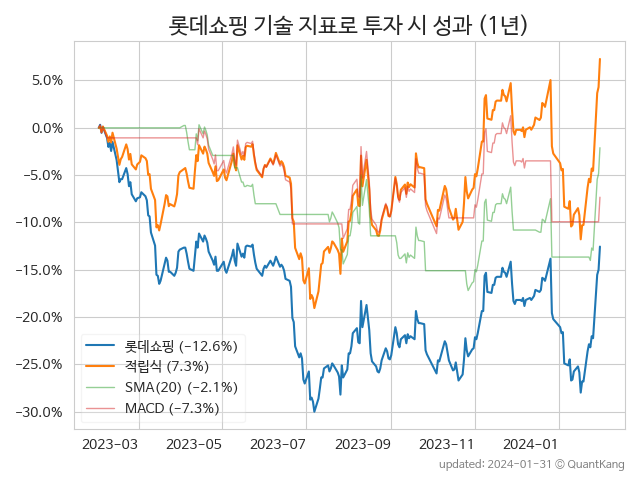 롯데쇼핑 기술 지표로 투자 시 성과 (1년)
5.0%
0.0%
−5.0%
−10.0%
−15.0%
−20.0%
−25.0%
−30.0%
롯데쇼핑 (−12.6%)
적립식 (7.3%)
SMA(20) (−2.1%)
MACD (−7.3%)
2023-03 2023-05 2023-07 2023-09 2023-11 2024-01
updated: 2024-01-31 © QuantKang